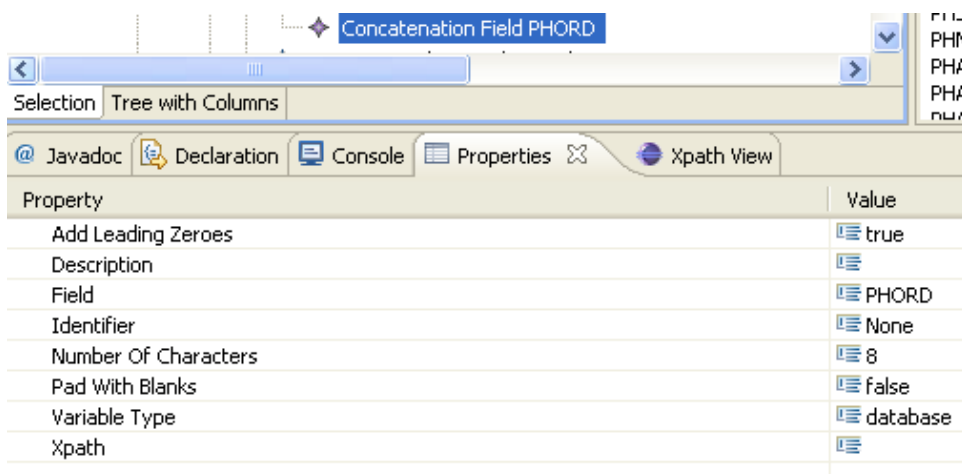 Concatenation Field PHORD
Selection Tree with Columns
@ Javadoc Declaration Console Properties Xpath View
Property Value
Add Leading Zeroes true
Description
Field PHORD
Identifier None
Number Of Characters 8
Pad With Blanks false
Variable Type database
Xpath